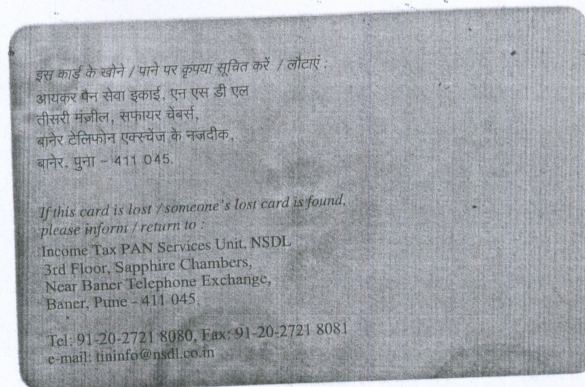 इस कार्ड के खोने / पाने पर कृपया सूचित करें / लौटाएं :
आयकर पैन सेवा इकाई, एन एस डी एल
तीसरी मंज़ील, सफायर चेंबर्स,
बानेर टेलिफोन एक्स्चेंज के नजदीक,
बानेर, पुना – 411 045.
If this card is lost / someone's lost card is found,
please inform / return to :
Income Tax PAN Services Unit, NSDL
3rd Floor, Sapphire Chambers,
Near Baner Telephone Exchange,
Baner, Pune - 411 045.
Tel: 91-20-2721 8080, Fax: 91-20-2721 8081
e-mail: tininfo@nsdl.co.in